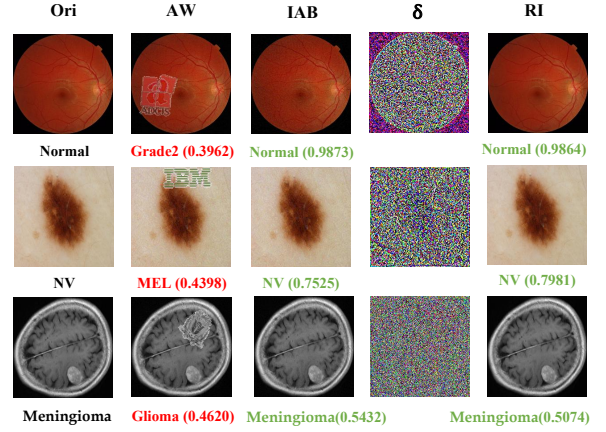 Ori AW IAB δ RI
Normal Grade2 (0.3962) Normal (0.9873) Normal (0.9864)
IBM
NV MEL (0.4398) NV (0.7525) NV (0.7981)
Meningioma Glioma (0.4620) Meningioma(0.5432) Meningioma(0.5074)